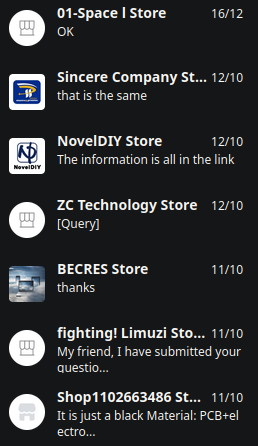 01-Space l Store 16/12
OK
Sincere Company St... 12/10
that is the same
NovelDIY Store 12/10
NovelDIY
The information is all in the link
ZC Technology Store 12/10
[Query]
BECRES Store 11/10
thanks
fighting! Limuzi Sto... 11/10
My friend, I have submitted your
questio...
Shop1102663486 St... 11/10
It is just a black Material: PCB+el
ectro...